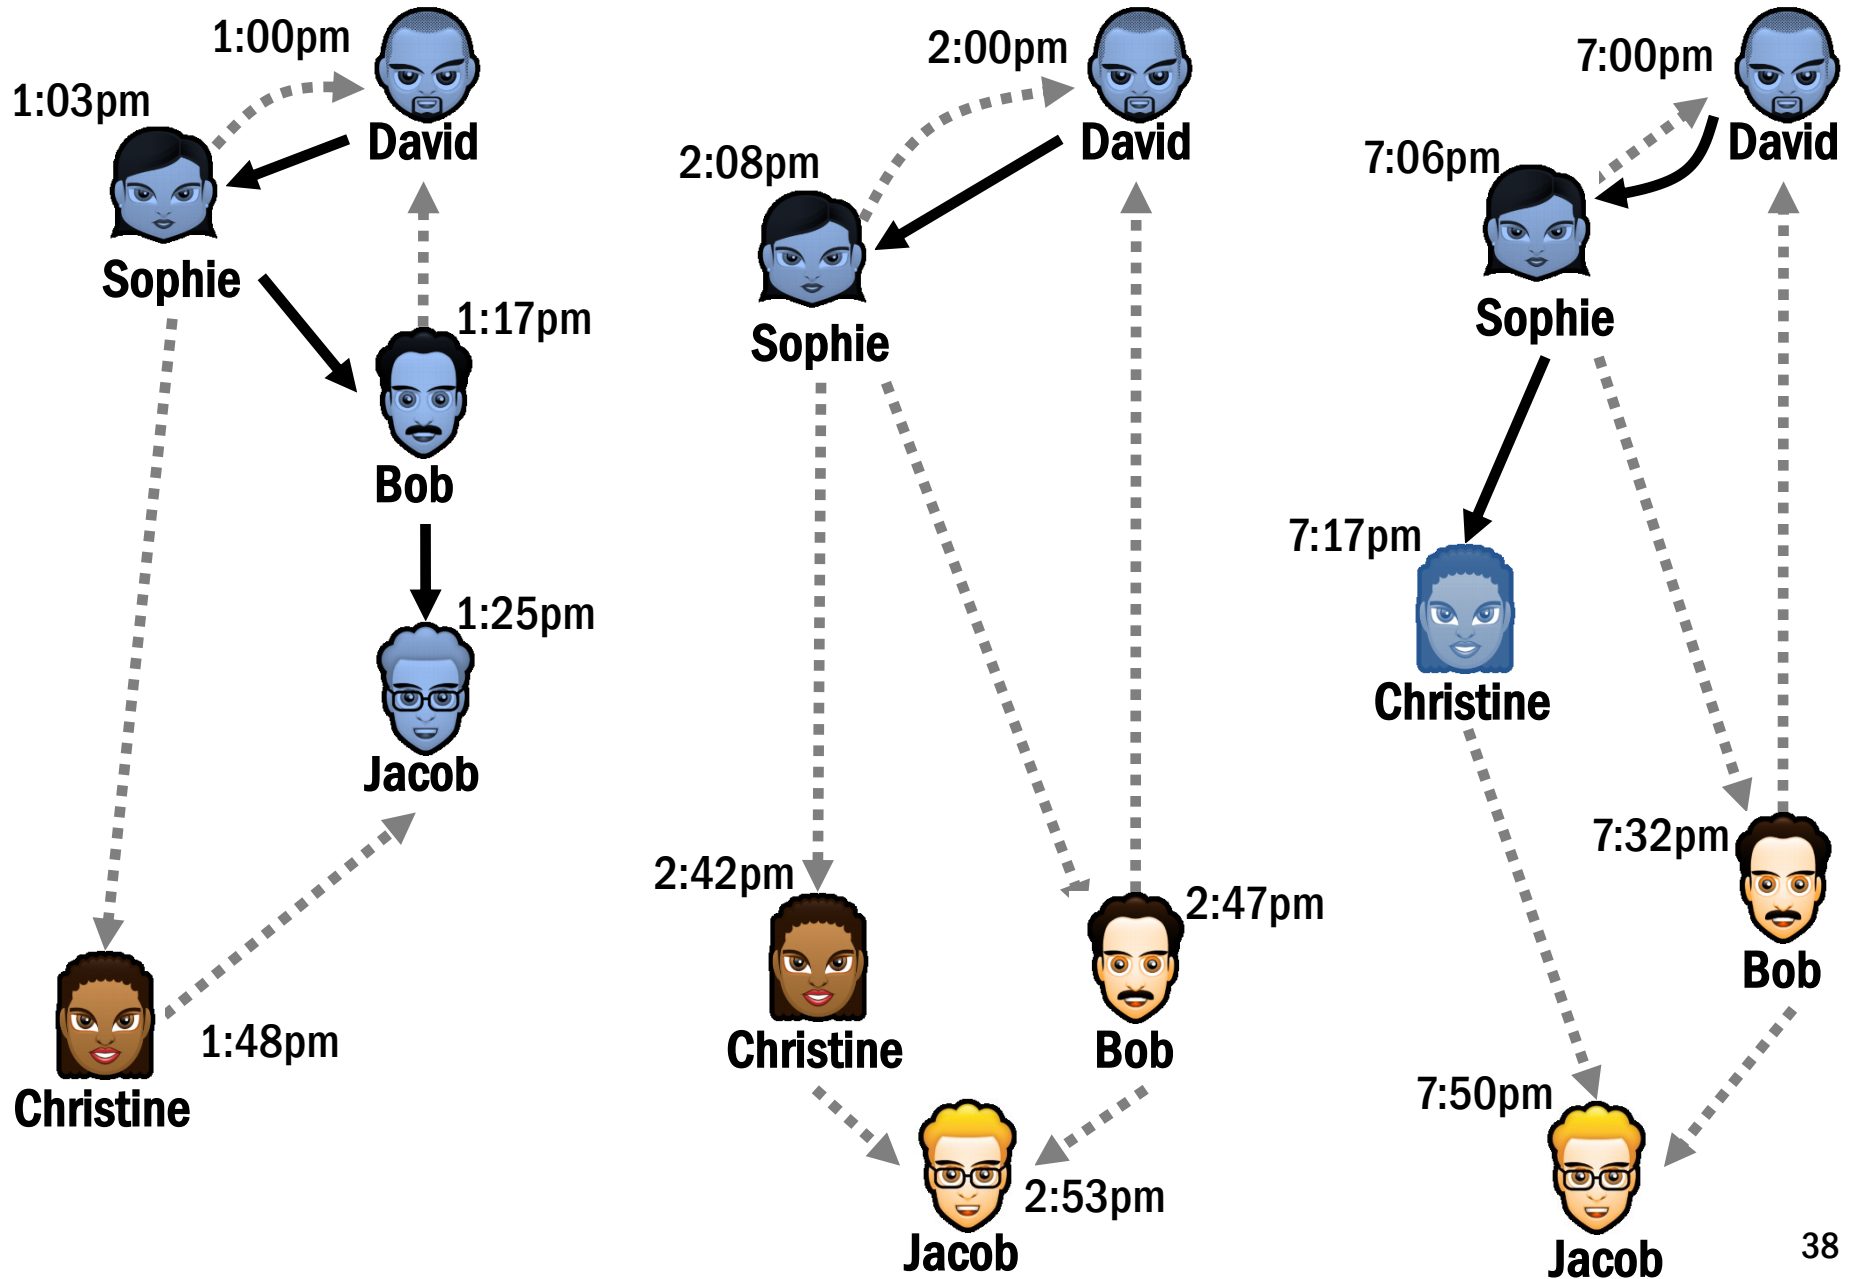 1:00pm
David
1:03pm
Sophie
1:17pm
Bob
1:25pm
Jacob
Christine
1:48pm
2:00pm
David
2:08pm
Sophie
2:42pm
Christine
2:47pm
Bob
2:53pm
Jacob
7:00pm
David
7:06pm
Sophie
7:17pm
Christine
7:32pm
Bob
7:50pm
Jacob
38